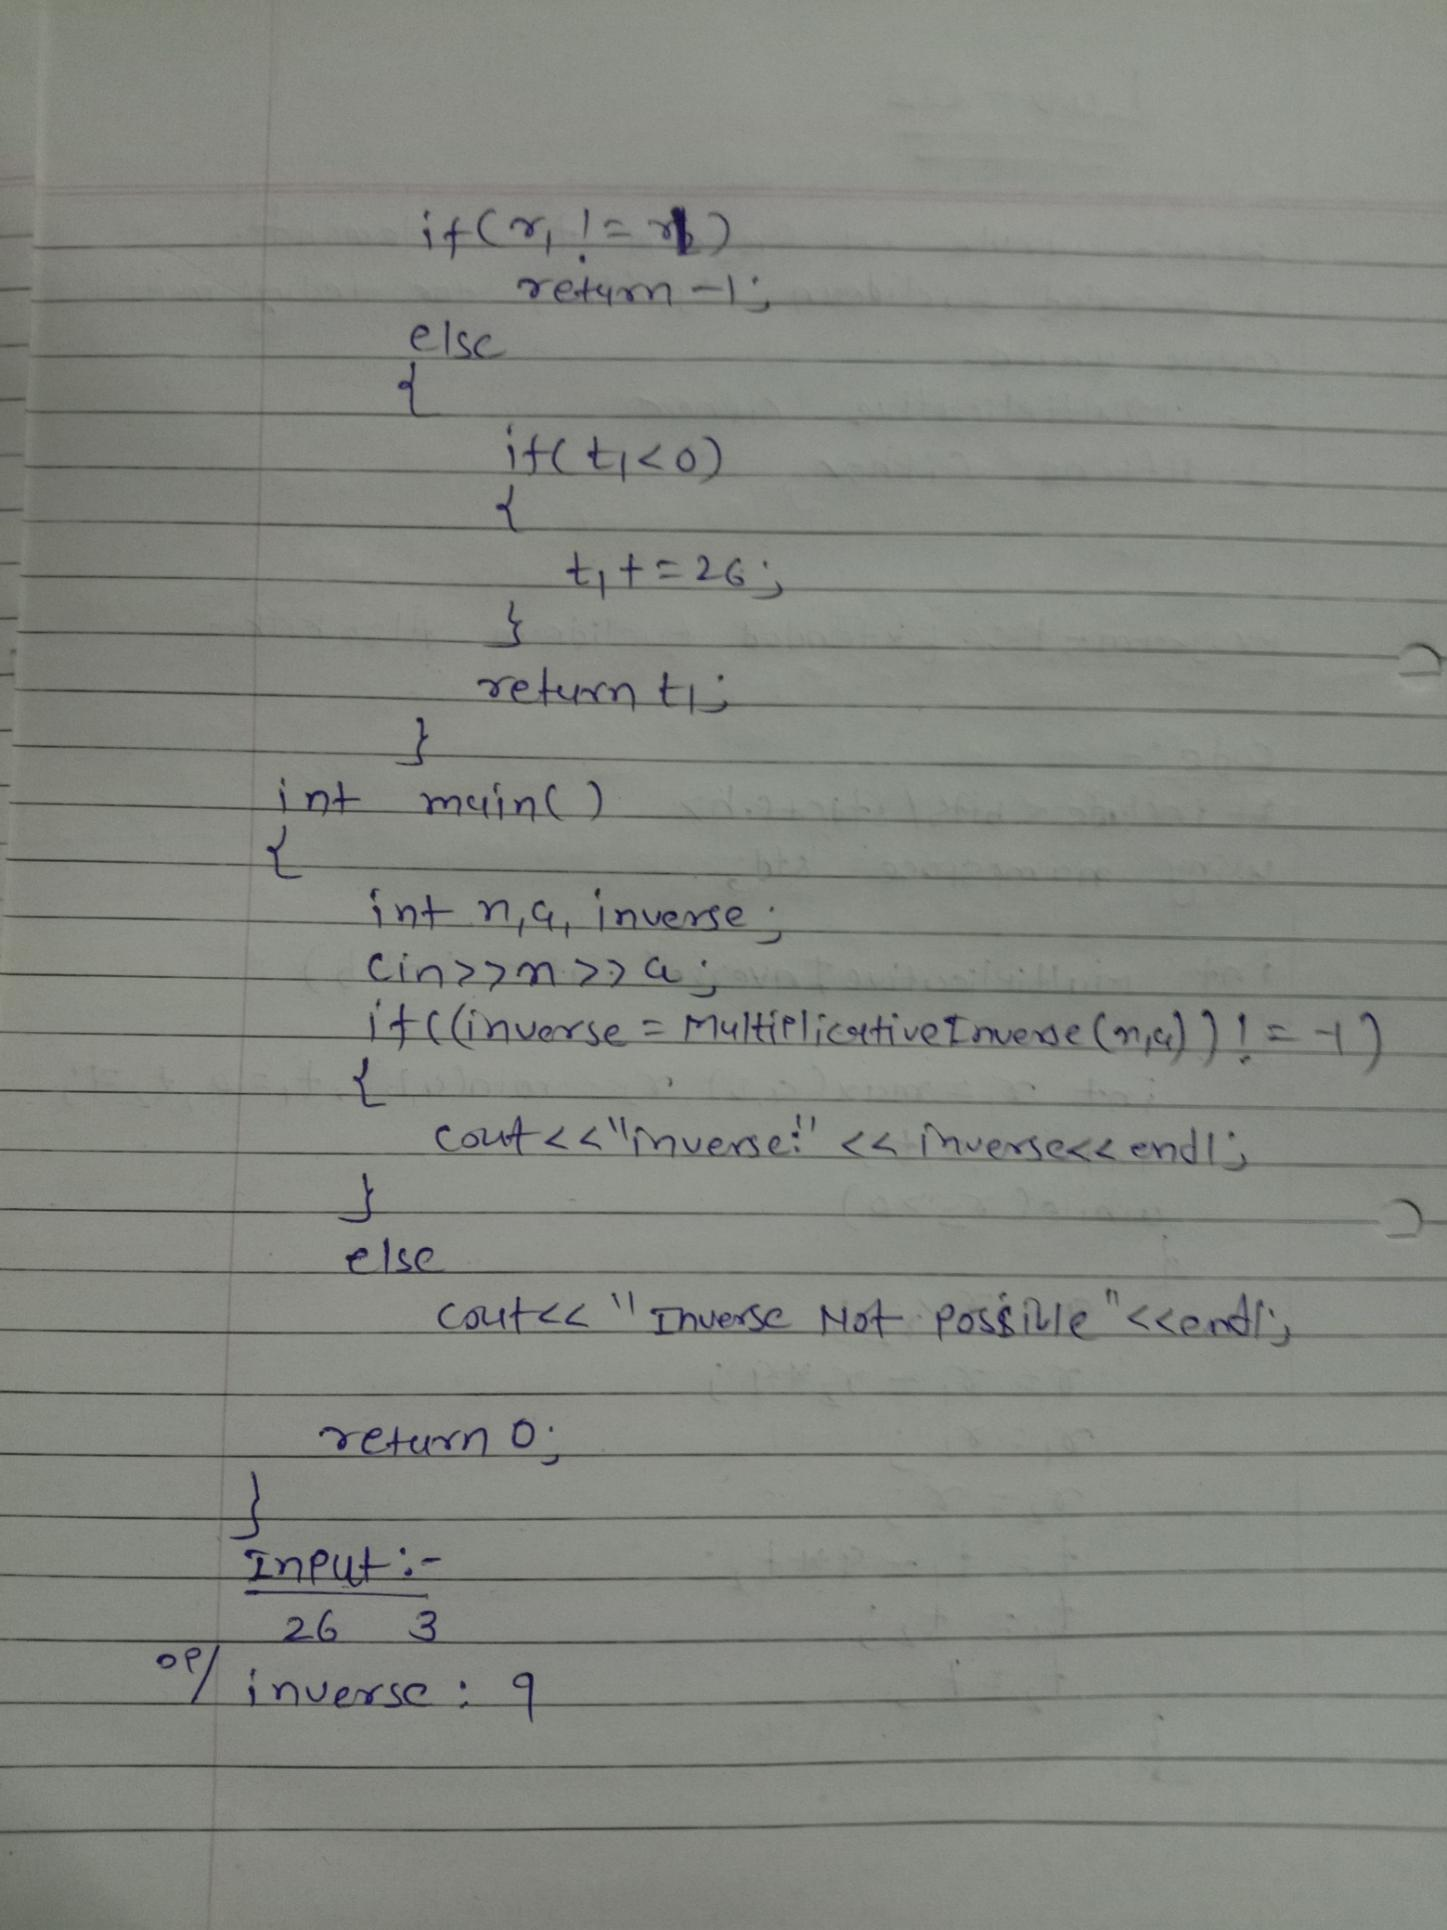 if(r1 != 1)
return -1;
else
{
if(t1<0)
{
t1+=26;
}
return t1;
}
int main()
{
int n,a, inverse;
cin>>n>>a;
if((inverse = MultiplicativeInverse(n,a)) != -1)
{
cout<<"inverse:" << inverse<<endl;
}
else
cout<< "Inverse Not Possible"<<endl;
return 0;
}
Input :-
26 3
op/ inverse : 9